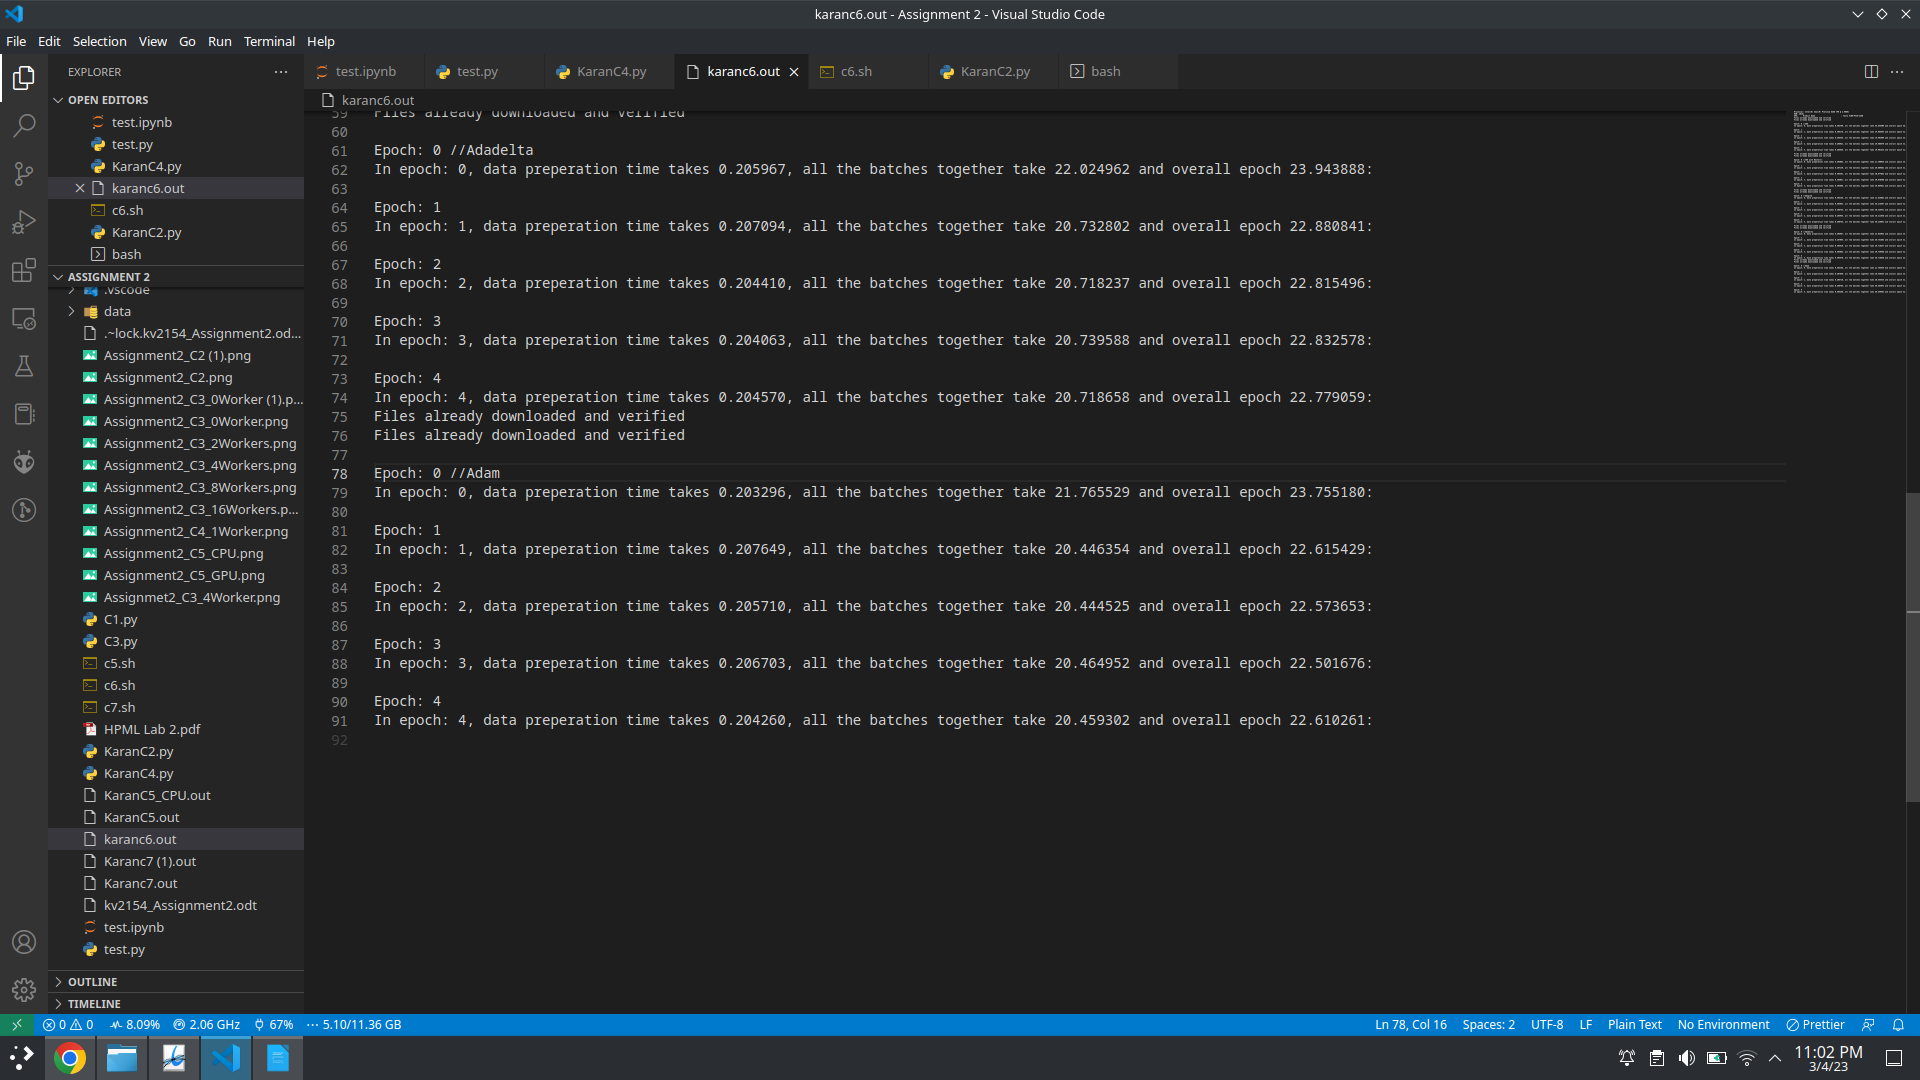 karanc6.out - Assignment 2 - Visual Studio Code
File Edit Selection View Go Run Terminal Help
EXPLORER
OPEN EDITORS
test.ipynb
test.py
KaranC4.py
karanc6.out
c6.sh
KaranC2.py
bash
ASSIGNMENT 2
.vscode
data
.~lock.kv2154_Assignment2.od...
Assignment2_C2 (1).png
Assignment2_C2.png
Assignment2_C3_0Worker (1).p...
Assignment2_C3_0Worker.png
Assignment2_C3_2Workers.png
Assignment2_C3_4Workers.png
Assignment2_C3_8Workers.png
Assignment2_C3_16Workers.p...
Assignment2_C4_1Worker.png
Assignment2_C5_CPU.png
Assignment2_C5_GPU.png
Assignmet2_C3_4Worker.png
C1.py
C3.py
c5.sh
c6.sh
c7.sh
HPML Lab 2.pdf
KaranC2.py
KaranC4.py
KaranC5_CPU.out
KaranC5.out
karanc6.out
Karanc7 (1).out
Karanc7.out
kv2154_Assignment2.odt
test.ipynb
test.py
OUTLINE
TIMELINE
test.ipynb test.py KaranC4.py karanc6.out c6.sh KaranC2.py bash
karanc6.out
59 Files already downloaded and verified
60
61 Epoch: 0 //Adadelta
62 In epoch: 0, data preperation time takes 0.205967, all the batches together take 22.024962 and overall epoch 23.943888:
63
64 Epoch: 1
65 In epoch: 1, data preperation time takes 0.207094, all the batches together take 20.732802 and overall epoch 22.880841:
66
67 Epoch: 2
68 In epoch: 2, data preperation time takes 0.204410, all the batches together take 20.718237 and overall epoch 22.815496:
69
70 Epoch: 3
71 In epoch: 3, data preperation time takes 0.204063, all the batches together take 20.739588 and overall epoch 22.832578:
72
73 Epoch: 4
74 In epoch: 4, data preperation time takes 0.204570, all the batches together take 20.718658 and overall epoch 22.779059:
75 Files already downloaded and verified
76 Files already downloaded and verified
77
78 Epoch: 0 //Adam
79 In epoch: 0, data preperation time takes 0.203296, all the batches together take 21.765529 and overall epoch 23.755180:
80
81 Epoch: 1
82 In epoch: 1, data preperation time takes 0.207649, all the batches together take 20.446354 and overall epoch 22.615429:
83
84 Epoch: 2
85 In epoch: 2, data preperation time takes 0.205710, all the batches together take 20.444525 and overall epoch 22.573653:
86
87 Epoch: 3
88 In epoch: 3, data preperation time takes 0.206703, all the batches together take 20.464952 and overall epoch 22.501676:
89
90 Epoch: 4
91 In epoch: 4, data preperation time takes 0.204260, all the batches together take 20.459302 and overall epoch 22.610261:
92
0 0 8.09% 2.06 GHz 67% 5.10/11.36 GB Ln 78, Col 16 Spaces: 2 UTF-8 LF Plain Text No Environment Prettier
11:02 PM
3/4/23